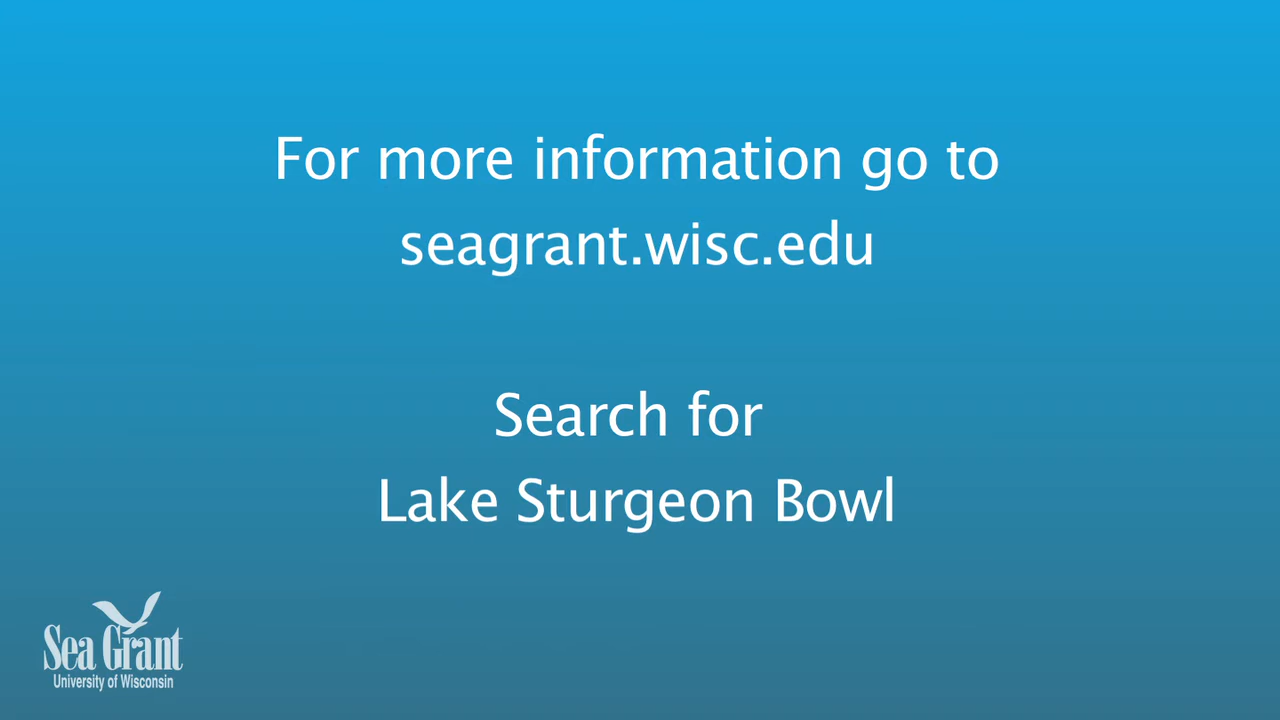 For more information go to
seagrant.wisc.edu
Search for
Lake Sturgeon Bowl
Sea Grant
University of Wisconsin